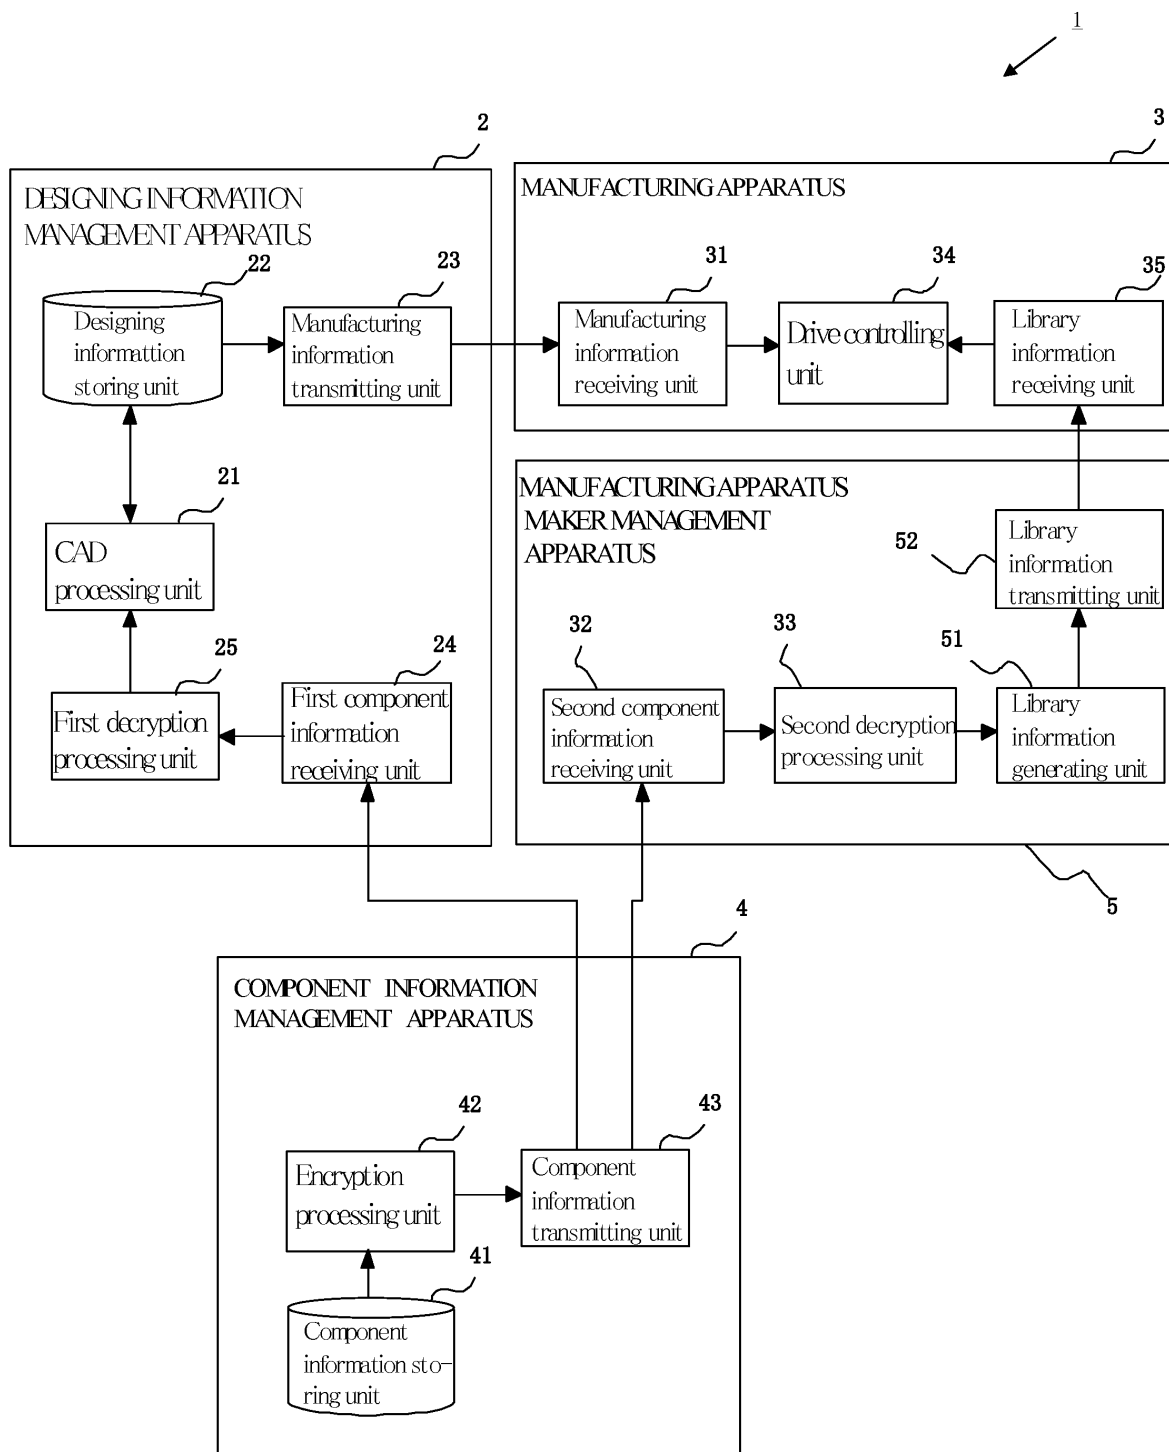 1
2
DESIGNING INFORMATION
MANAGEMENT APPARATUS
22
Designing
informattion
storing unit
23
Manufacturing
information
transmitting unit
21
CAD
processing unit
25
First decryption
processing unit
24
First component
information
receiving unit
3
MANUFACTURING APPARATUS
31
Manufacturing
information
receiving unit
34
Drive controlling
unit
35
Library
information
receiving unit
MANUFACTURING APPARATUS
MAKER MANAGEMENT
APPARATUS
52
Library
information
transmitting unit
32
Second component
information
receiving unit
33
Second decryption
processing unit
51
Library
information
generating unit
5
4
COMPONENT INFORMATION
MANAGEMENT APPARATUS
42
Encryption
processing unit
43
Component
information
transmitting unit
41
Component
information sto-
ring unit